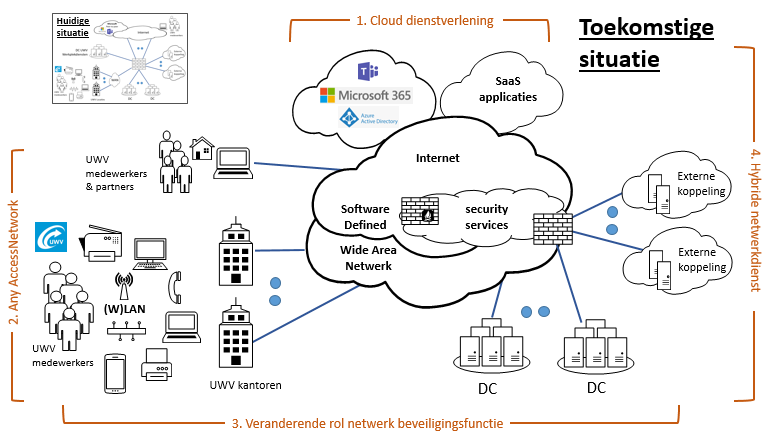 Huidige
situatie
1. Cloud dienstverlening
Toekomstige
situatie
Microsoft 365
Azure
Active Directory
SaaS
applicaties
Internet
UWV
medewerkers
& partners
Software
Defined
security
services
Wide Area
Network
Externe
koppeling
Externe
koppeling
4. Hybride netwerkdienst
2. Any AccessNetwork
UWV
(W)LAN
UWV
medewerkers
UWV kantoren
DC
DC
3. Veranderende rol netwerk beveiligingsfunctie